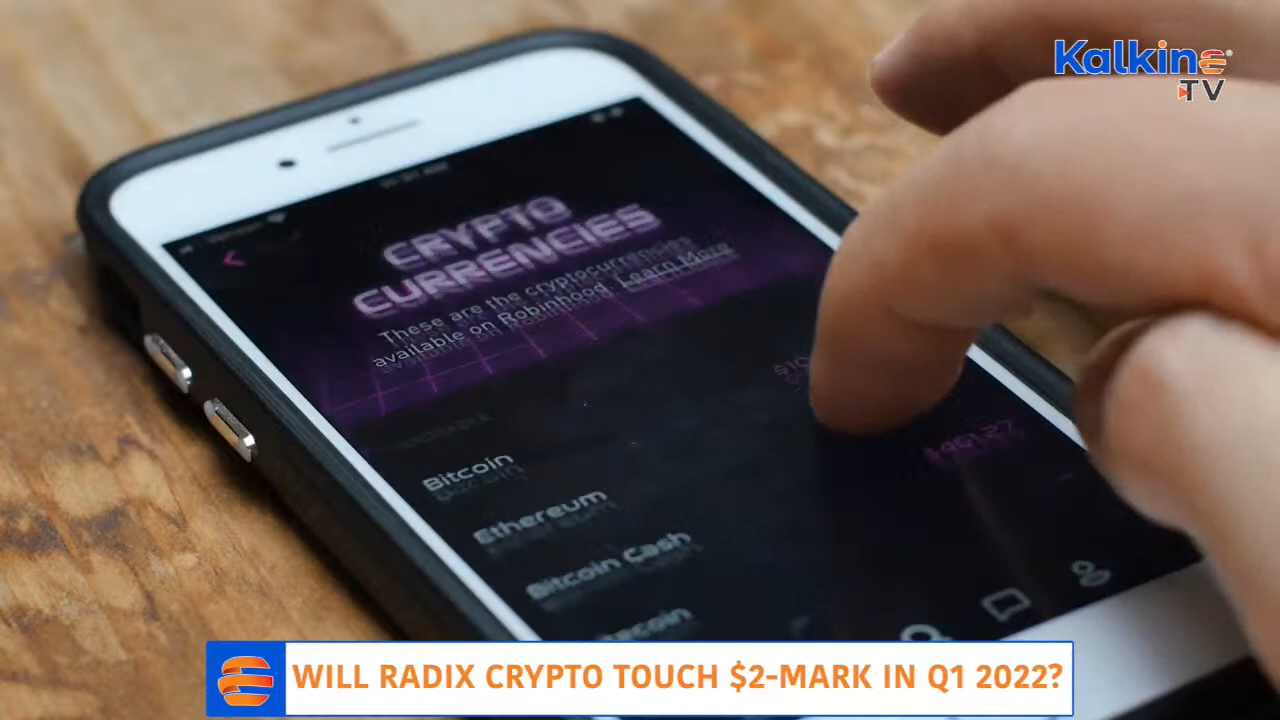 Kalkine
TV
CRYPTO
CURRENCIES
These are the cryptocurrencies
available on Robinhood. Learn More
Bitcoin
Ethereum
Bitcoin Cash
WILL RADIX CRYPTO TOUCH $2-MARK IN Q1 2022?